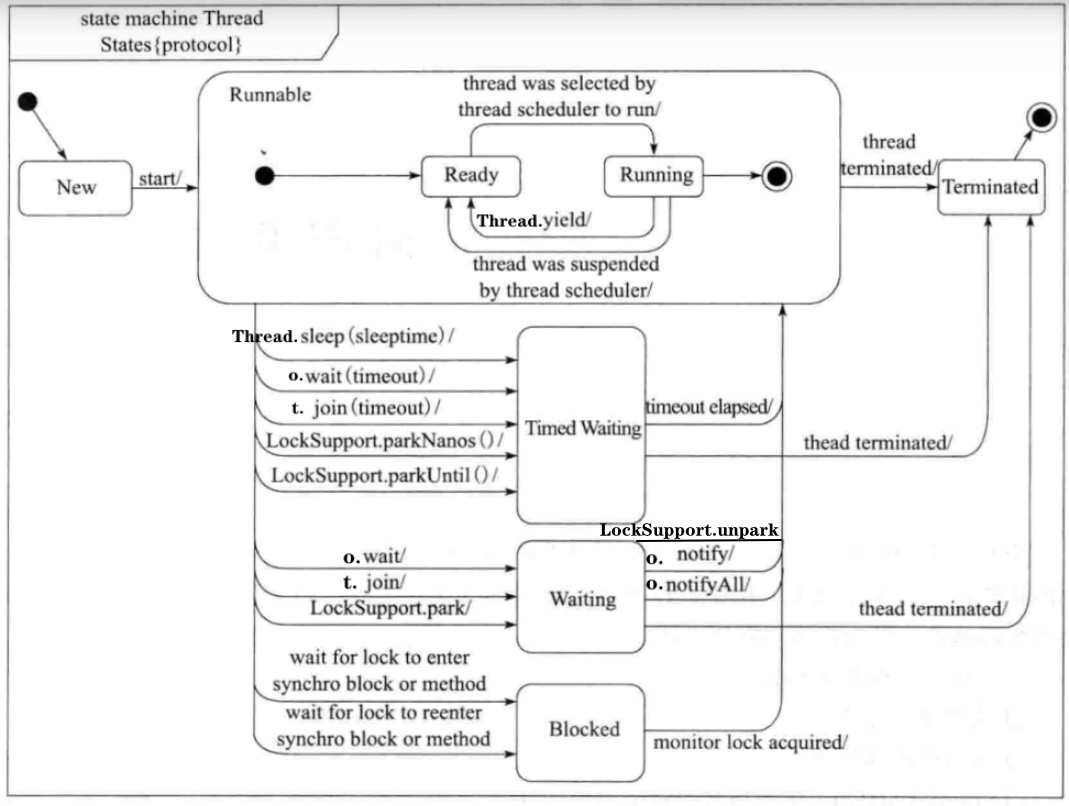 state machine Thread
States{protocol}
Runnable
thread was selected by
thread scheduler to run/
New
start/
Ready
Running
thread
terminated/
Terminated
Thread.yield/
thread was suspended
by thread scheduler/
Thread.sleep(sleeptime)/
o.wait(timeout)/
t. join(timeout)/
LockSupport.parkNanos()/
LockSupport.parkUntil()/
Timed Waiting
timeout elapsed/
thead terminated/
LockSupport.unpark
o.wait/
t. join/
LockSupport.park/
Waiting
o. notify/
o.notifyAll/
thead terminated/
wait for lock to enter
synchro block or method
wait for lock to reenter
synchro block or method
Blocked
monitor lock acquired/